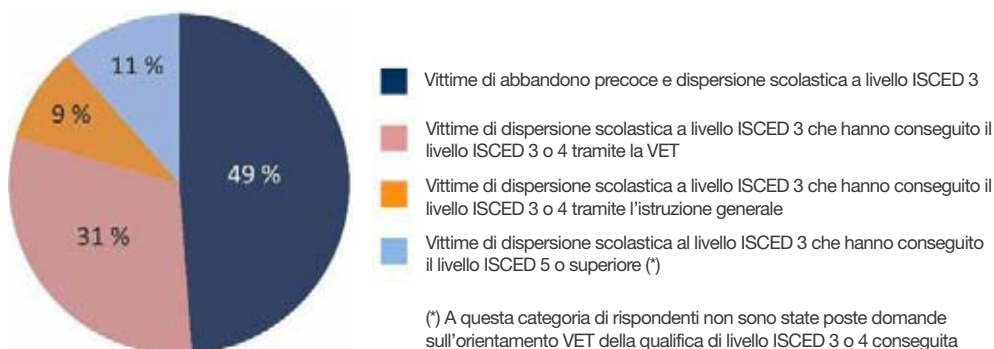 11 %
9 %
49 %
31 %
Vittime di abbandono precoce e dispersione scolastica a livello ISCED 3
Vittime di dispersione scolastica a livello ISCED 3 che hanno conseguito il
livello ISCED 3 o 4 tramite la VET
Vittime di dispersione scolastica a livello ISCED 3 che hanno conseguito il
livello ISCED 3 o 4 tramite l’istruzione generale
Vittime di dispersione scolastica al livello ISCED 3 che hanno conseguito
il livello ISCED 5 o superiore (*)
(*) A questa categoria di rispondenti non sono state poste domande
sull’orientamento VET della qualifica di livello ISCED 3 o 4 conseguita